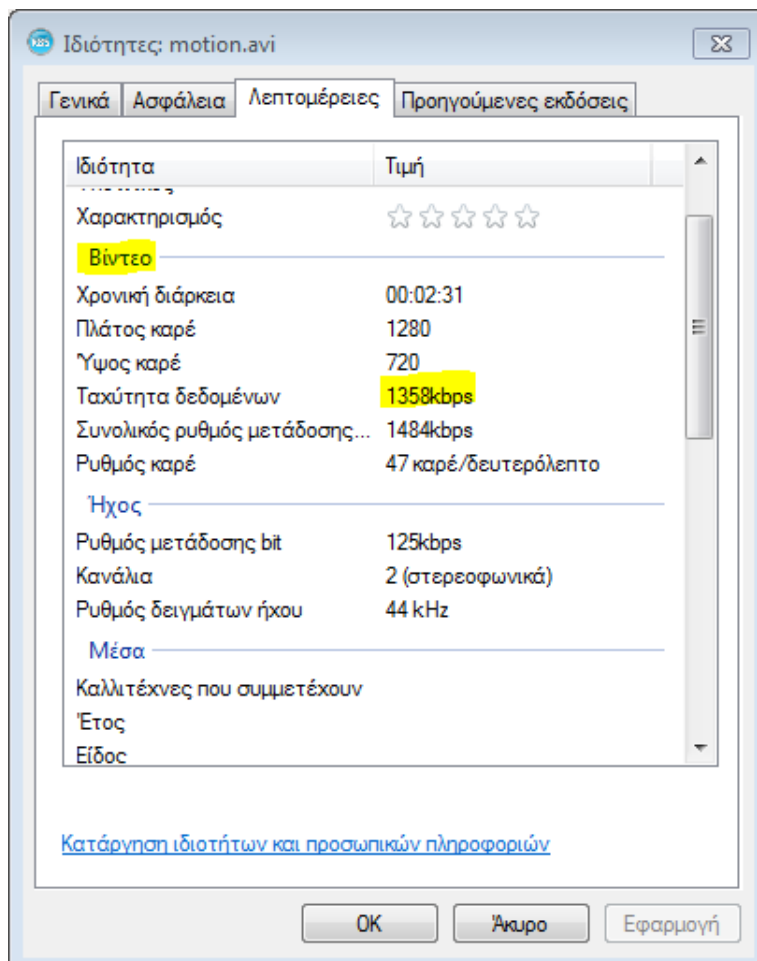 Ιδιότητες: motion.avi
Γενικά Ασφάλεια Λεπτομέρειες Προηγούμενες εκδόσεις
Ιδιότητα Τιμή
Χαρακτηρισμός
Βίντεο
Χρονική διάρκεια 00:02:31
Πλάτος καρέ 1280
Ύψος καρέ 720
Ταχύτητα δεδομένων 1358kbps
Συνολικός ρυθμός μετάδοσης... 1484kbps
Ρυθμός καρέ 47 καρέ/δευτερόλεπτο
Ήχος
Ρυθμός μετάδοσης bit 125kbps
Κανάλια 2 (στερεοφωνικά)
Ρυθμός δειγμάτων ήχου 44 kHz
Μέσα
Καλλιτέχνες που συμμετέχουν
Έτος
Είδος
Κατάργηση ιδιοτήτων και προσωπικών πληροφοριών
OK Άκυρο Εφαρμογή